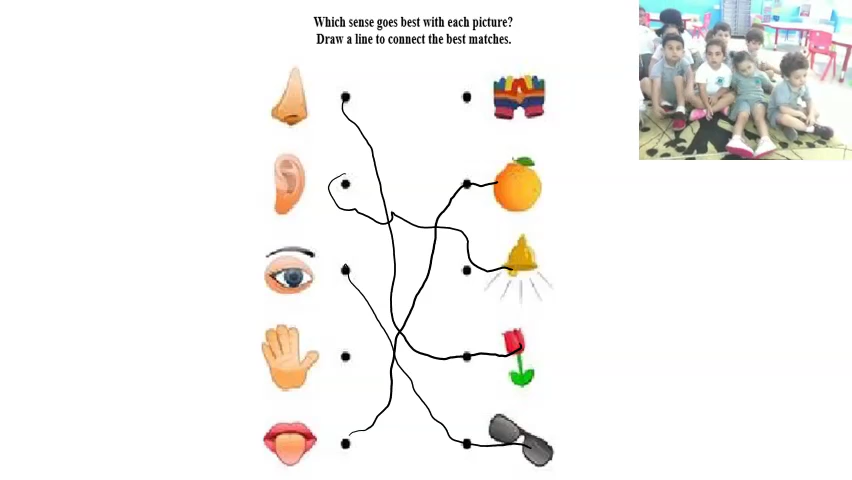 Which sense goes best with each picture?
Draw a line to connect the best matches.